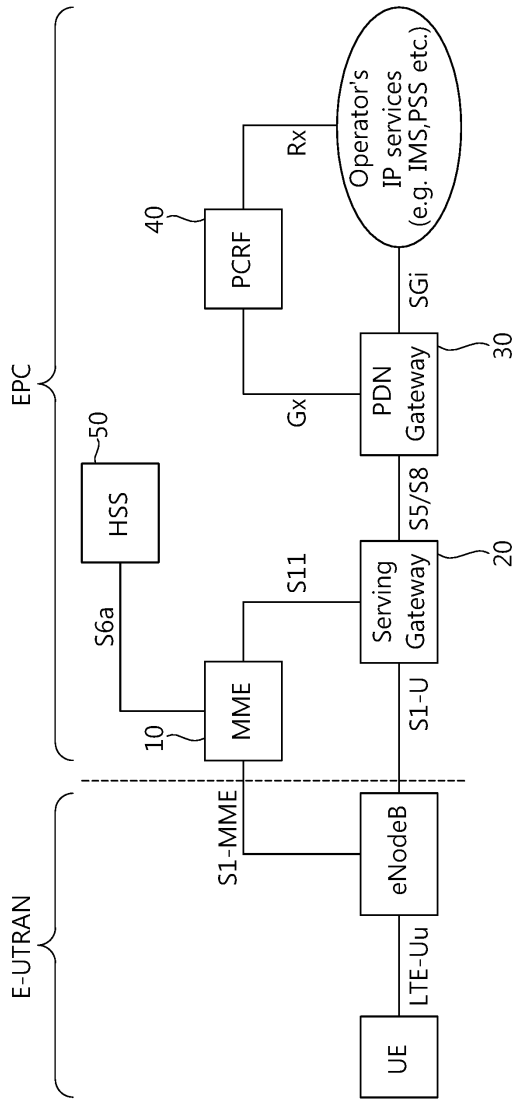 E-UTRAN
EPC
HSS
50
S6a
10
MME
S1-MME
S11
PCRF
40
Gx
Rx
UE
LTE-Uu
eNodeB
S1-U
Serving
Gateway
20
S5/S8
PDN
Gateway
30
SGi
Operator's
IP services
(e.g. IMS,PSS etc.)